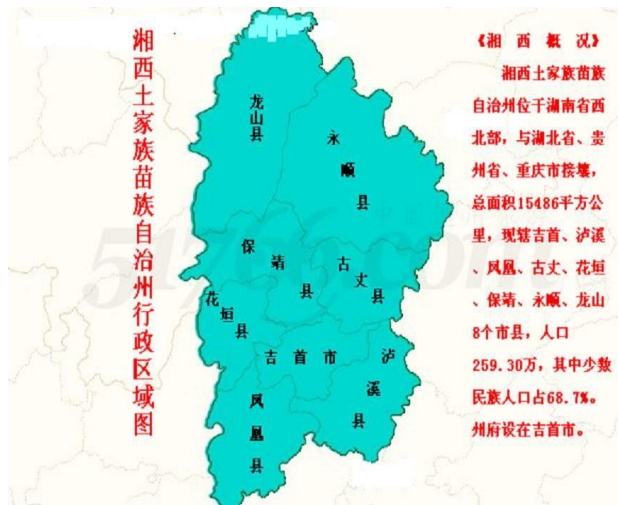 湘西土家族苗族自治州行政区域图
龙山县
永顺县
保靖县
古丈县
花垣县
吉首市
泸溪县
凤凰县
《湘 西 概 况》
湘西土家族苗族
自治州位于湖南省西
北部，与湖北省、贵
州省、重庆市接壤，
总面积15486平方公
里，现辖吉首、泸溪
、凤凰、古丈、花垣
、保靖、永顺、龙山
8个市县，人口
259.30万，其中少数
民族人口占68.7%。
州府设在吉首市。
51766.com